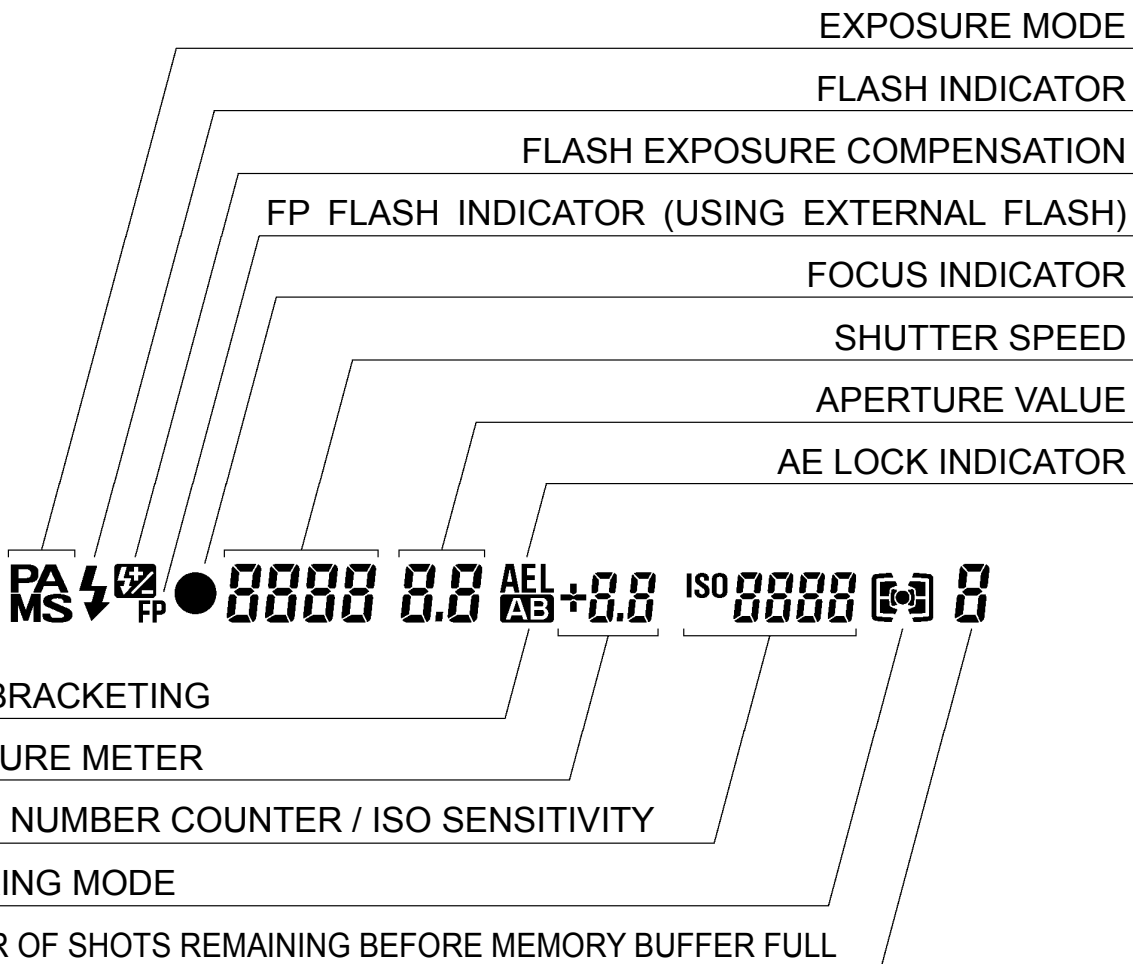 EXPOSURE MODE
FLASH INDICATOR
FLASH EXPOSURE COMPENSATION
FP FLASH INDICATOR (USING EXTERNAL FLASH)
FOCUS INDICATOR
SHUTTER SPEED
APERTURE VALUE
AE LOCK INDICATOR
PA MS FP 8888 8.8 AEL AB +8.8 ISO 8888 8
BRACKETING
URE METER
NUMBER COUNTER / ISO SENSITIVITY
ING MODE
R OF SHOTS REMAINING BEFORE MEMORY BUFFER FULL